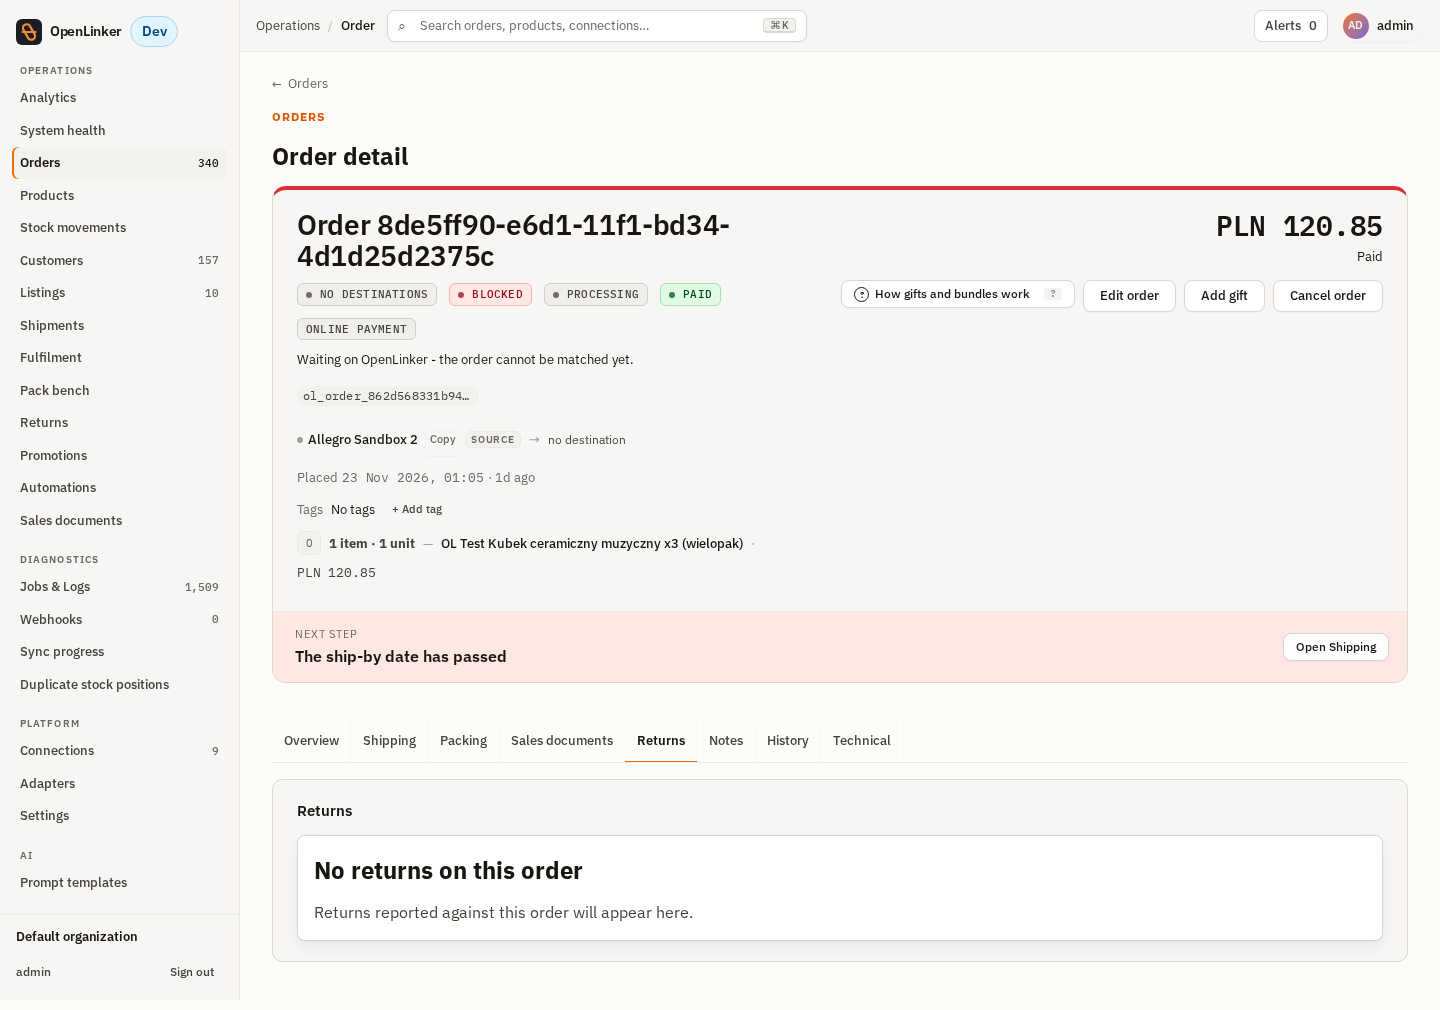 OpenLinker Dev
OPERATIONS
Analytics
System health
Orders 340
Products
Stock movements
Customers 157
Listings 10
Shipments
Fulfilment
Pack bench
Returns
Promotions
Automations
Sales documents
DIAGNOSTICS
Jobs & Logs 1,509
Webhooks 0
Sync progress
Duplicate stock positions
PLATFORM
Connections 9
Adapters
Settings
AI
Prompt templates
Default organization
admin Sign out
Operations / Order Search orders, products, connections... ⌘K Alerts 0 AD admin
← Orders
ORDERS
Order detail
Order 8de5ff90-e6d1-11f1-bd34-
4d1d25d2375c
PLN 120.85
Paid
NO DESTINATIONS BLOCKED PROCESSING PAID
ONLINE PAYMENT
? How gifts and bundles work ? Edit order Add gift Cancel order
Waiting on OpenLinker - the order cannot be matched yet.
ol_order_862d568331b94…
Allegro Sandbox 2 Copy SOURCE → no destination
Placed 23 Nov 2026, 01:05 · 1d ago
Tags No tags + Add tag
O 1 item · 1 unit — OL Test Kubek ceramiczny muzyczny x3 (wielopak) ·
PLN 120.85
NEXT STEP
The ship-by date has passed
Open Shipping
Overview Shipping Packing Sales documents Returns Notes History Technical
Returns
No returns on this order
Returns reported against this order will appear here.